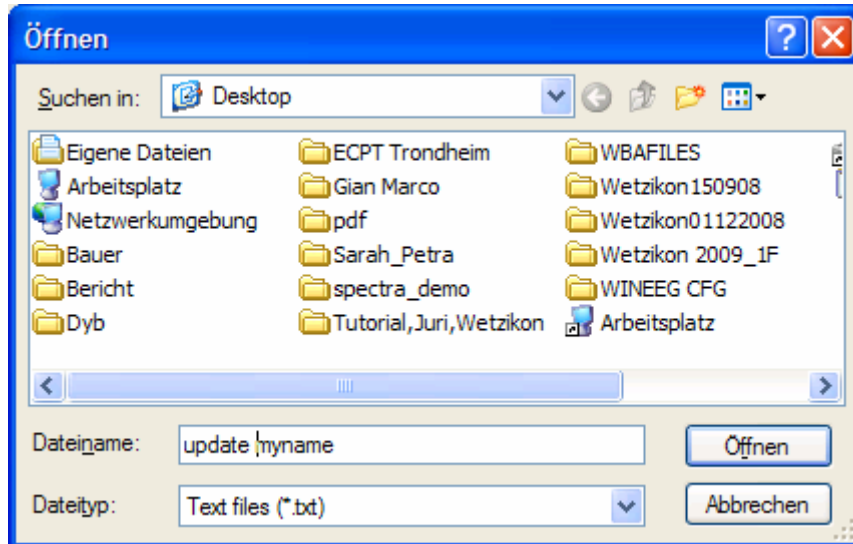 Öffnen
Suchen in: Desktop
Eigene Dateien ECPT Trondheim WBAFILES
Arbeitsplatz Gian Marco Wetzikon150908
Netzwerkumgebung pdf Wetzikon01122008
Bauer Sarah_Petra Wetzikon 2009_1F
Bericht spectra_demo WINEEG CFG
Dyb Tutorial,Juri,Wetzikon Arbeitsplatz
Dateiname: update myname Öffnen
Dateityp: Text files (*.txt) Abbrechen